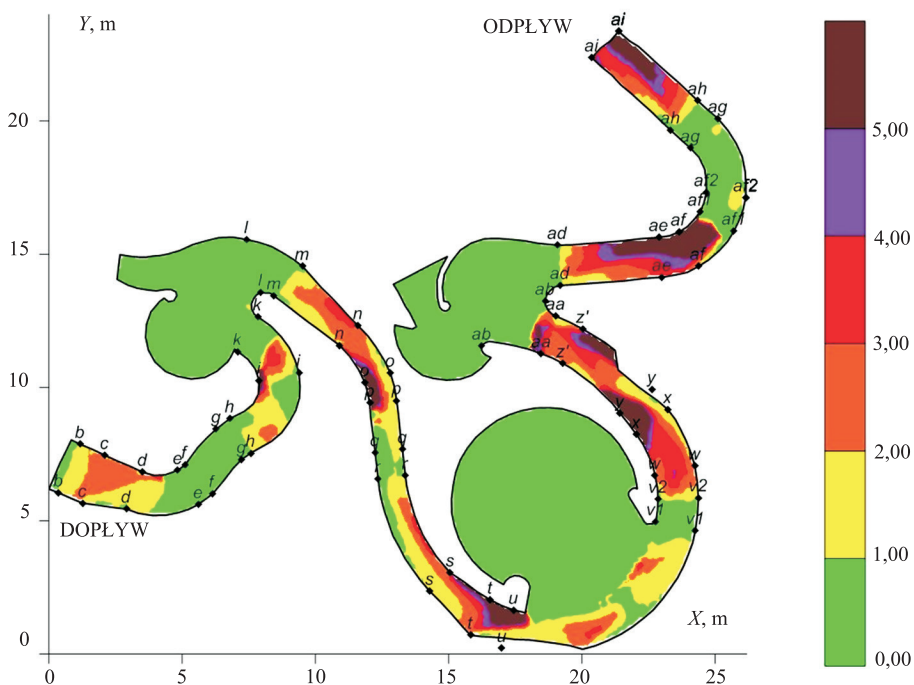 Y, m
ODPŁYW
ai
ai
5,00
ah
ag
20
ah
ag
af2
af2
af1
af1
4,00
l
ad
ae
af
15
m
ae
af
ad
l
m
ab
aa
3,00
k
n
z'
k
n
ab
aa
z'
10
j
j
o
o
y
p
p
x
b
h
g
y
x
2,00
c
q
q
d
e
f
h
g
w
w
b
r
r
v2
v2
c
d
e
f
v1
v1
5
DOPŁYW
1,00
s
s
t
u
X, m
t
u
0
0,00
0
5
10
15
20
25